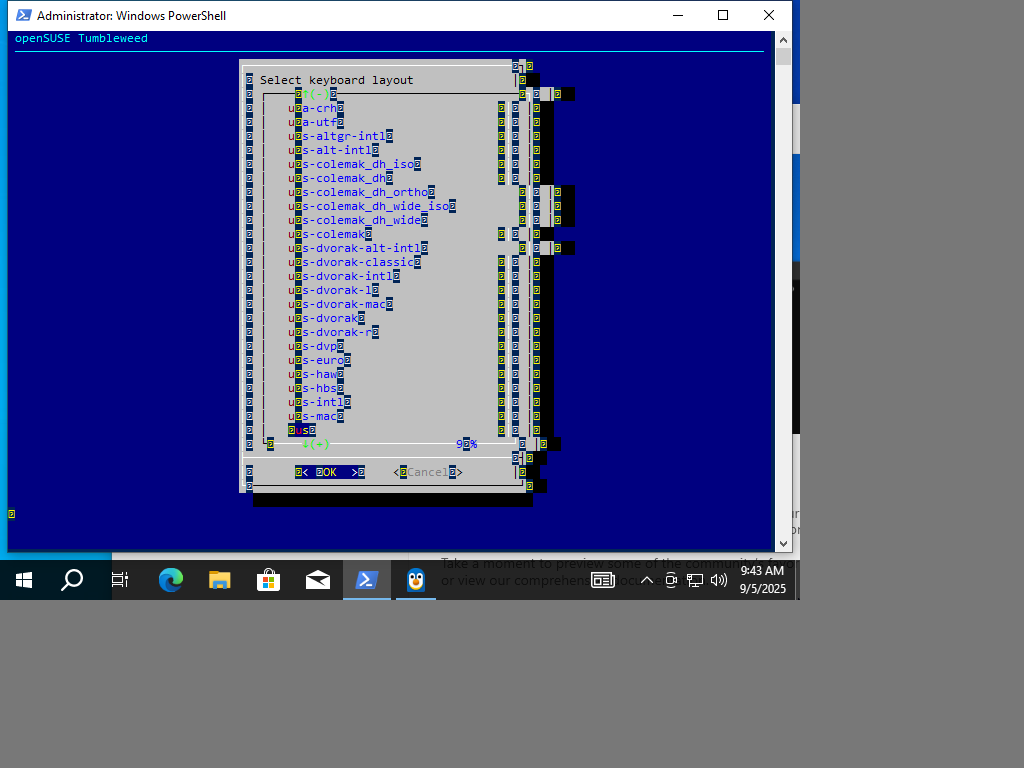 Administrator: Windows PowerShell
openSUSE Tumbleweed
Select keyboard layout
↑(-)
ua-crh
ua-utf
us-altgr-intl
us-alt-intl
us-colemak_dh_iso
us-colemak_dh
us-colemak_dh_ortho
us-colemak_dh_wide_iso
us-colemak_dh_wide
us-colemak
us-dvorak-alt-intl
us-dvorak-classic
us-dvorak-intl
us-dvorak-l
us-dvorak-mac
us-dvorak
us-dvorak-r
us-dvp
us-euro
us-haw
us-hbs
us-intl
us-mac
us
↓(+) 9 %
< OK > <Cancel>
Take a moment to preview some of the community's
or view our comprehensive
9:43 AM
9/5/2025